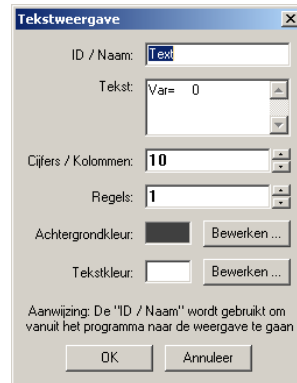 Tekstweergave
ID / Naam: Text
Tekst: Var= 0
Cijfers / Kolommen: 10
Regels: 1
Achtergrondkleur: Bewerken ...
Tekstkleur: Bewerken ...
Aanwijzing: De "ID / Naam" wordt gebruikt om
vanuit het programma naar de weergave te gaan
OK Annuleer